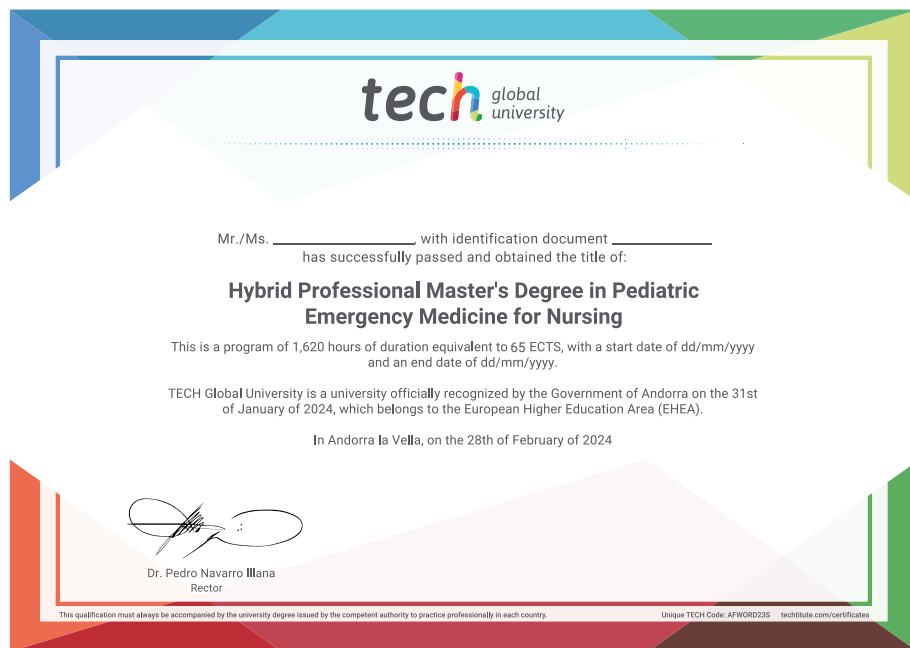 tech global
university
Mr./Ms. ________________, with identification document ___________
has successfully passed and obtained the title of:
Hybrid Professional Master's Degree in Pediatric
Emergency Medicine for Nursing
This is a program of 1,620 hours of duration equivalent to 65 ECTS, with a start date of dd/mm/yyyy
and an end date of dd/mm/yyyy.
TECH Global University is a university officially recognized by the Government of Andorra on the 31st
of January of 2024, which belongs to the European Higher Education Area (EHEA).
In Andorra la Vella, on the 28th of February of 2024
Dr. Pedro Navarro Illana
Rector
This qualification must always be accompanied by the university degree issued by the competent authority to practice professionally in each country. Unique TECH Code: AFWORD23S techtitute.com/certificates